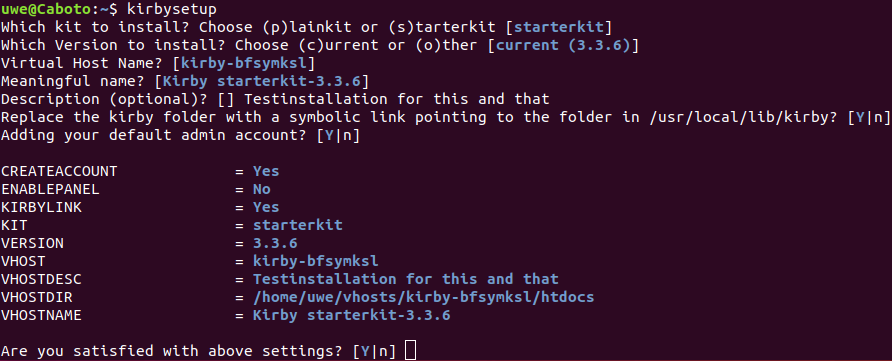 uwe@Caboto:~$ kirbysetup
Which kit to install? Choose (p)lainkit or (s)tarterkit [starterkit]
Which Version to install? Choose (c)urrent or (o)ther [current (3.3.6)]
Virtual Host Name? [kirby-bfsymksl]
Meaningful name? [Kirby starterkit-3.3.6]
Description (optional)? [] Testinstallation for this and that
Replace the kirby folder with a symbolic link pointing to the folder in /usr/local/lib/kirby? [Y|n]
Adding your default admin account? [Y|n]
CREATEACCOUNT = Yes
ENABLEPANEL = No
KIRBYLINK = Yes
KIT = starterkit
VERSION = 3.3.6
VHOST = kirby-bfsymksl
VHOSTDESC = Testinstallation for this and that
VHOSTDIR = /home/uwe/vhosts/kirby-bfsymksl/htdocs
VHOSTNAME = Kirby starterkit-3.3.6
Are you satisfied with above settings? [Y|n]